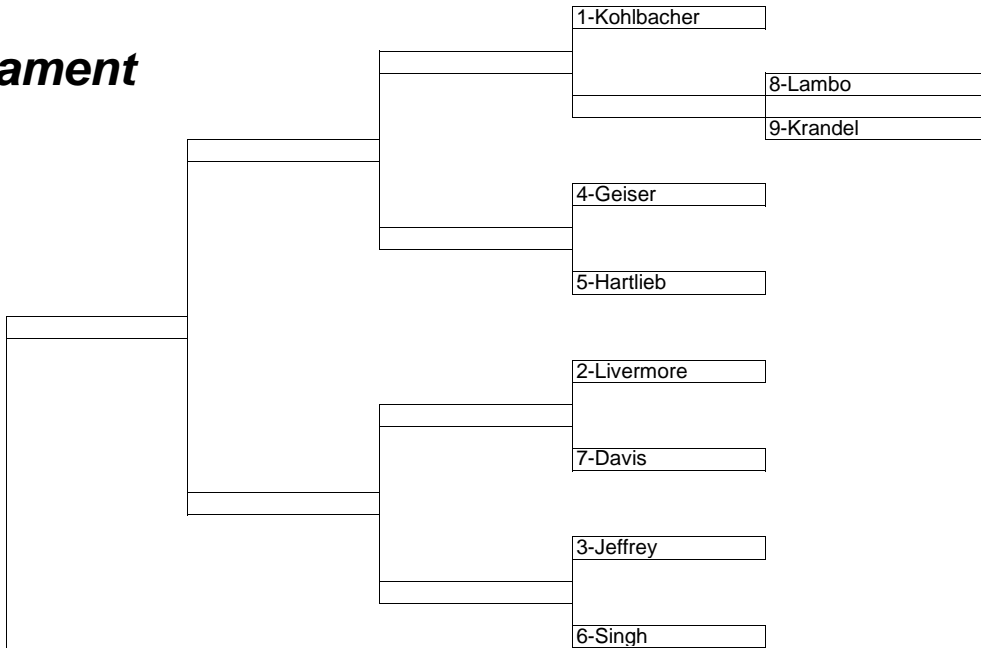 ament
1-Kohlbacher
8-Lambo
9-Krandel
4-Geiser
5-Hartlieb
2-Livermore
7-Davis
3-Jeffrey
6-Singh